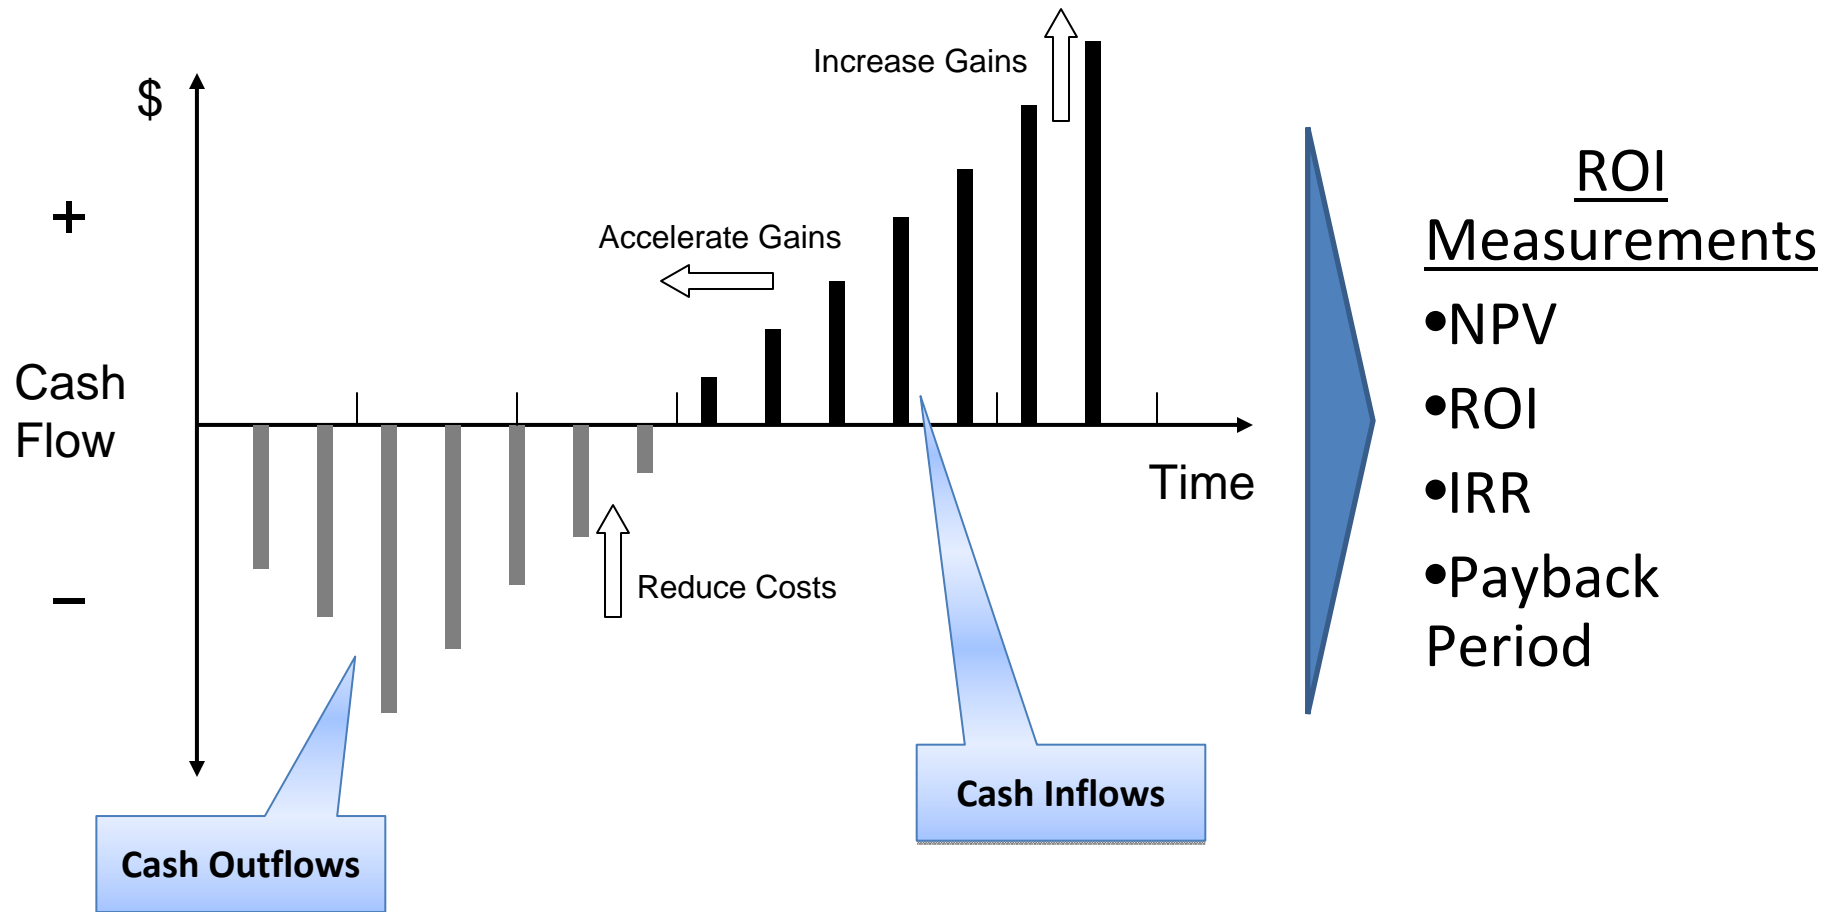 $
Increase Gains
+
Accelerate Gains
Cash
Flow
Time
–
Reduce Costs
Cash Outflows
Cash Inflows
ROI
Measurements
•NPV
•ROI
•IRR
•Payback
Period